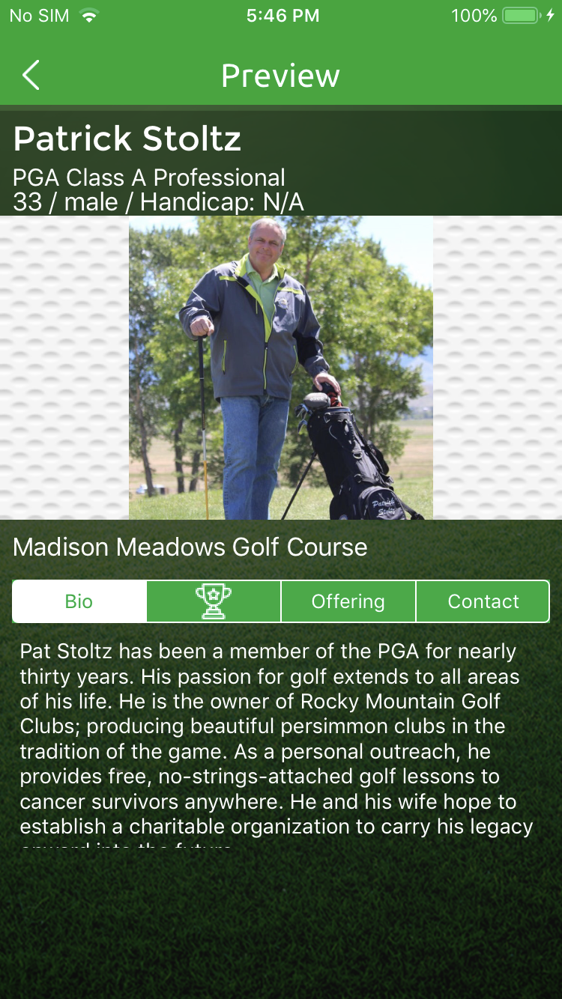 No SIM 5:46 PM 100%
Preview
Patrick Stoltz
PGA Class A Professional
33 / male / Handicap: N/A
Patrick
Stoltz
Madison Meadows Golf Course
Bio Offering Contact
Pat Stoltz has been a member of the PGA for nearly
thirty years. His passion for golf extends to all areas
of his life. He is the owner of Rocky Mountain Golf
Clubs; producing beautiful persimmon clubs in the
tradition of the game. As a personal outreach, he
provides free, no-strings-attached golf lessons to
cancer survivors anywhere. He and his wife hope to
establish a charitable organization to carry his legacy
onward into the future.